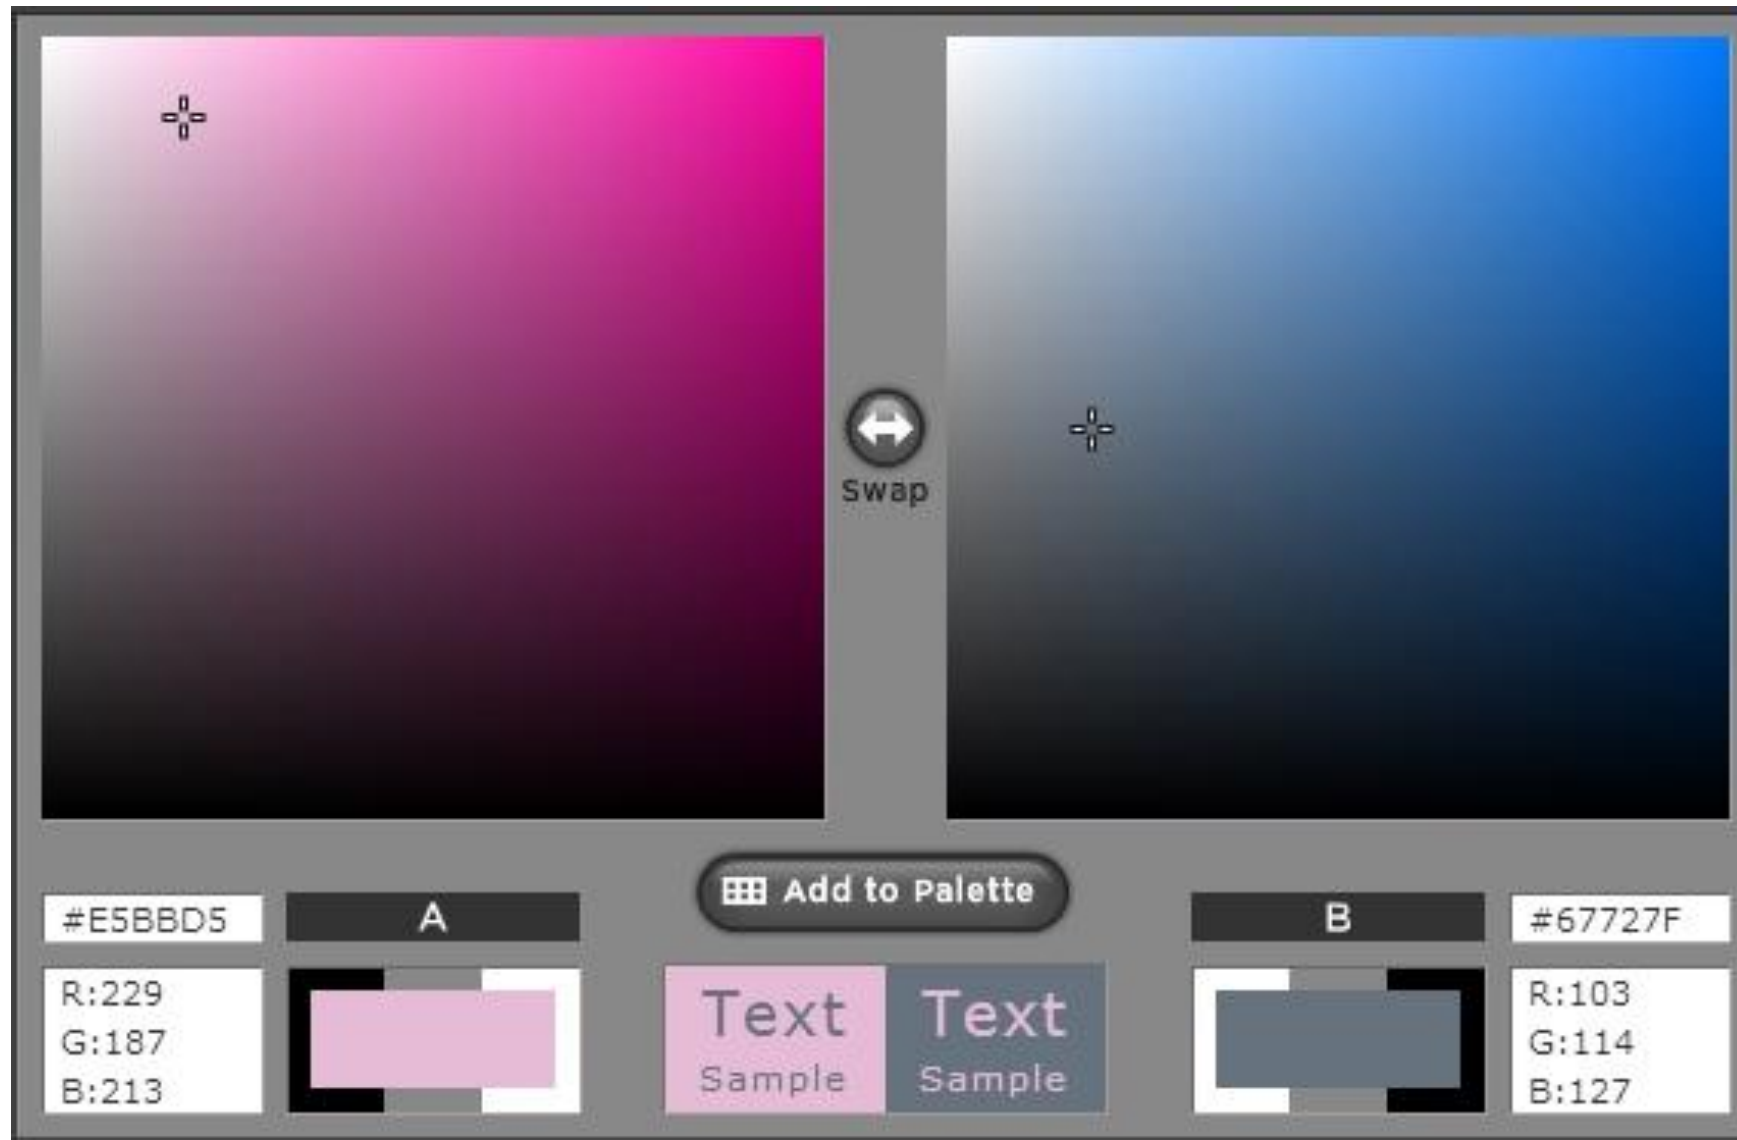 Swap
Add to Palette
#E5BBD5
A
R:229
G:187
B:213
Text
Sample
Text
Sample
B
#67727F
R:103
G:114
B:127